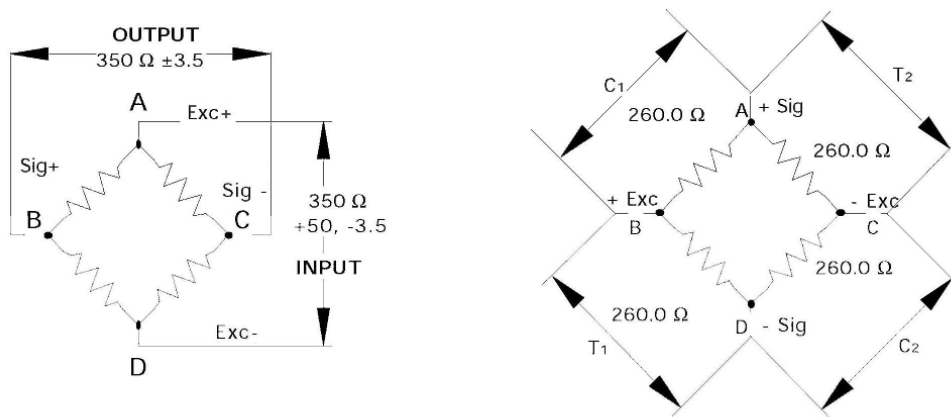 OUTPUT
350 Ω ±3.5
A
Exc+
Sig+
Sig -
B
C
350 Ω
+50, -3.5
INPUT
Exc-
D
C1
T2
260.0 Ω
A + Sig
260.0 Ω
+ Exc
- Exc
B
C
260.0 Ω
260.0 Ω
D - Sig
T1
C2